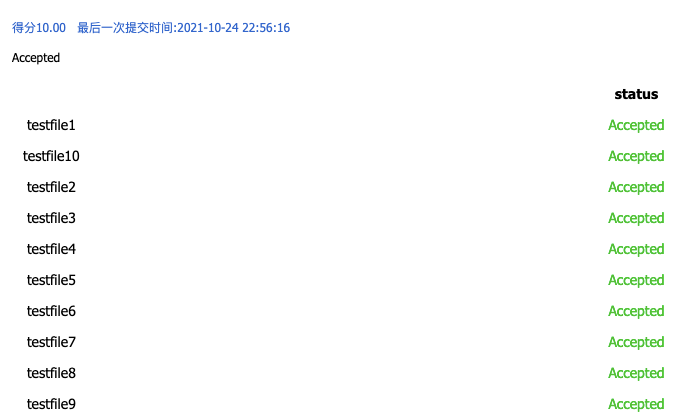 得分10.00 最后一次提交时间:2021-10-24 22:56:16
Accepted
status
testfile1 Accepted
testfile10 Accepted
testfile2 Accepted
testfile3 Accepted
testfile4 Accepted
testfile5 Accepted
testfile6 Accepted
testfile7 Accepted
testfile8 Accepted
testfile9 Accepted